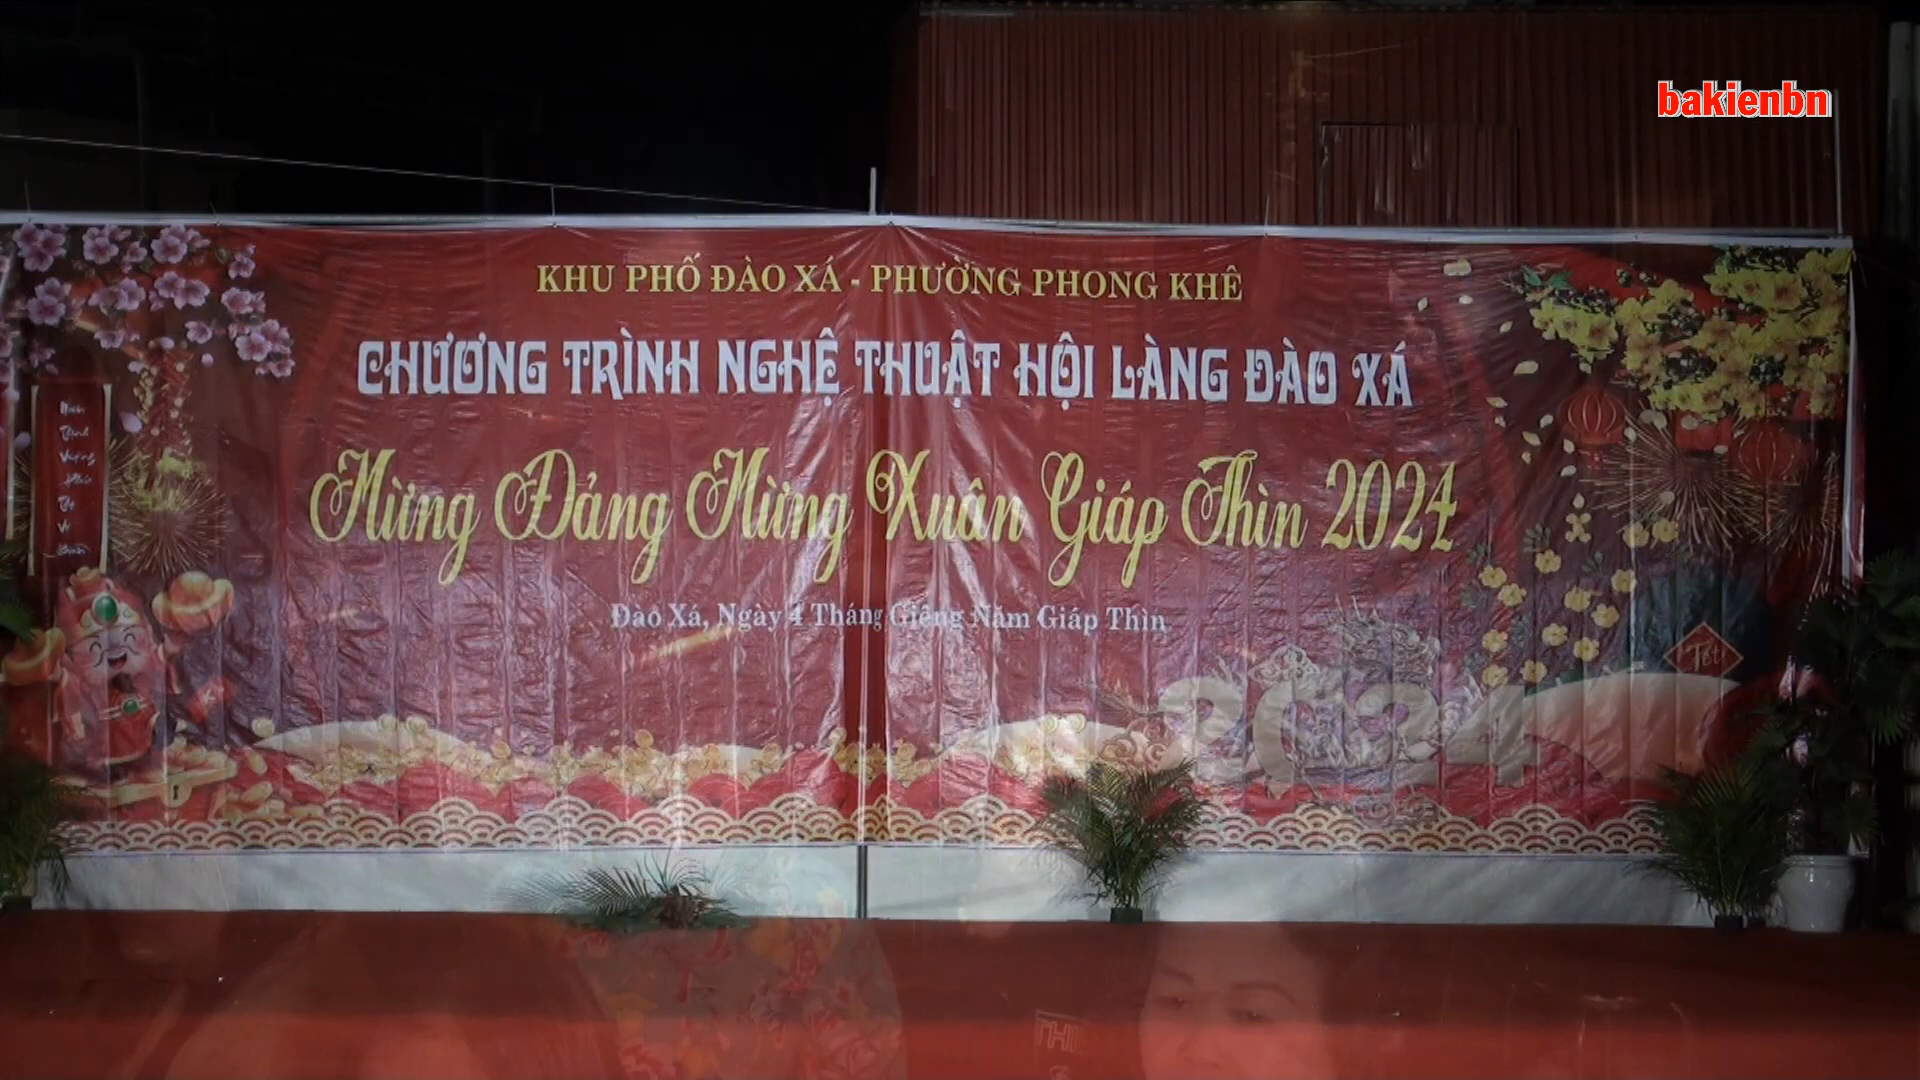 bakienbn
KHU PHỐ ĐÀO XÁ - PHƯỜNG PHONG KHÊ
CHƯƠNG TRÌNH NGHỆ THUẬT HỘI LÀNG ĐÀO XÁ
Mừng Đảng Mừng Xuân Giáp Thìn 2024
Đào Xá, Ngày 4 Tháng Giêng Năm Giáp Thìn
Tết
2024